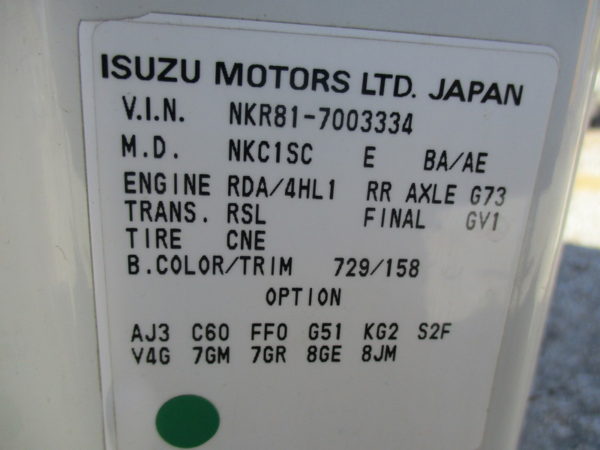 ISUZU MOTORS LTD. JAPAN
V.I.N. NKR81-7003334
M.D. NKC1SC E BA/AE
ENGINE RDA/4HL1 RR AXLE G73
TRANS. RSL FINAL GV1
TIRE CNE
B.COLOR/TRIM 729/158
OPTION
AJ3 C60 FF0 G51 KG2 S2F
V4G 7GM 7GR 8GE 8JM